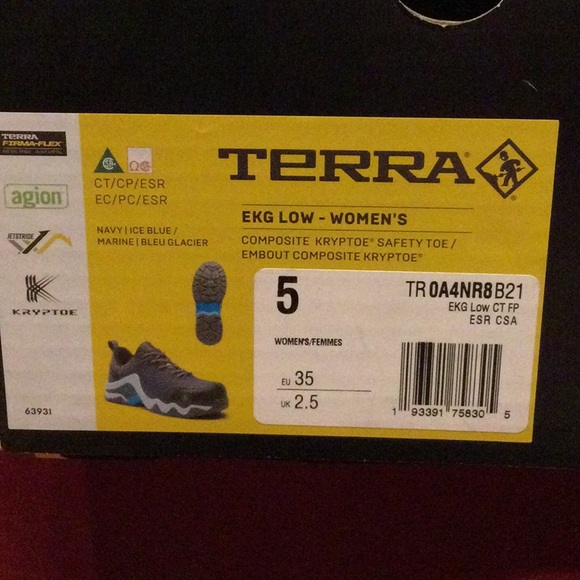 TERRA
FIRMA-FLEX
agion
JETSTRIDE
KRYPTOE
63931
CT/CP/ESR
EC/PC/ESR
NAVY | ICE BLUE /
MARINE | BLEU GLACIER
TERRA®
EKG LOW - WOMEN'S
COMPOSITE KRYPTOE® SAFETY TOE /
EMBOUT COMPOSITE KRYPTOE®
5
WOMEN'S/FEMMES
EU 35
UK 2.5
TR 0A4NR8 B21
EKG LOW CT FP
ESR CSA
1 93391 75830 5